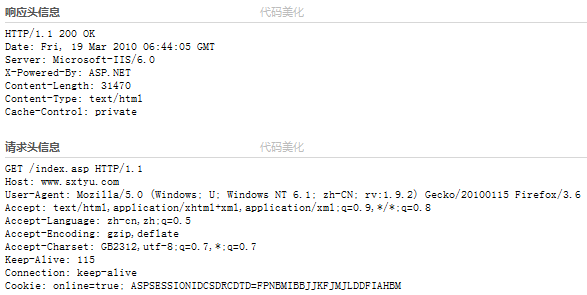 响应头信息 代码美化
HTTP/1.1 200 OK
Date: Fri, 19 Mar 2010 06:44:05 GMT
Server: Microsoft-IIS/6.0
X-Powered-By: ASP.NET
Content-Length: 31470
Content-Type: text/html
Cache-Control: private
请求头信息 代码美化
GET /index.asp HTTP/1.1
Host: www.sxtyu.com
User-Agent: Mozilla/5.0 (Windows; U; Windows NT 6.1; zh-CN; rv:1.9.2) Gecko/20100115 Firefox/3.6
Accept: text/html,application/xhtml+xml,application/xml;q=0.9,*/*;q=0.8
Accept-Language: zh-cn,zh;q=0.5
Accept-Encoding: gzip,deflate
Accept-Charset: GB2312,utf-8;q=0.7,*;q=0.7
Keep-Alive: 115
Connection: keep-alive
Cookie: online=true; ASPSESSIONIDCSDRCDTD=FPNBMIBBJJKFJMJLDDFIAHBM